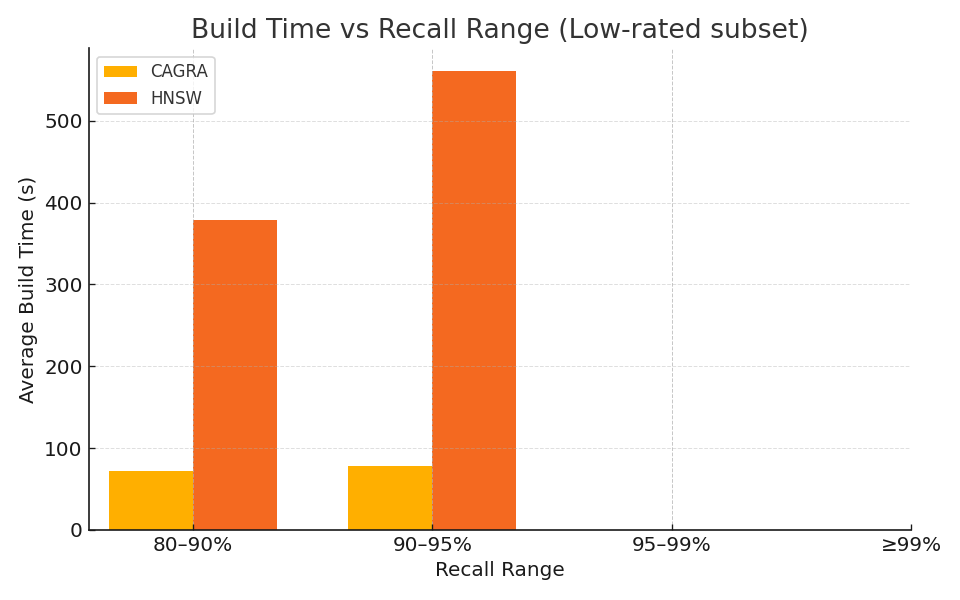 Build Time vs Recall Range (Low-rated subset)
CAGRA
HNSW
Average Build Time (s)
500
400
300
200
100
0
80–90%
90–95%
95–99%
≥99%
Recall Range